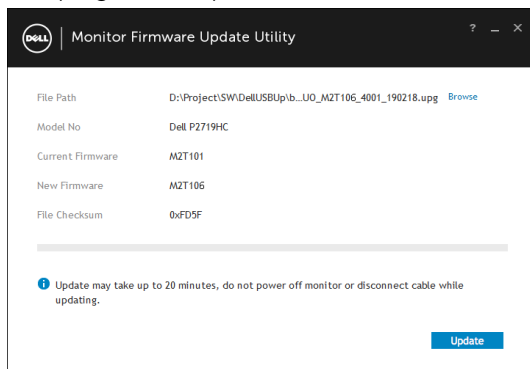 DELL Monitor Firmware Update Utility ? _ ×
File Path D:\Project\SW\DellUSBUp\b...UO_M2T106_4001_190218.upg Browse
Model No Dell P2719HC
Current Firmware M2T101
New Firmware M2T106
File Checksum 0xFD5F
Update may take up to 20 minutes, do not power off monitor or disconnect cable while
updating.
Update